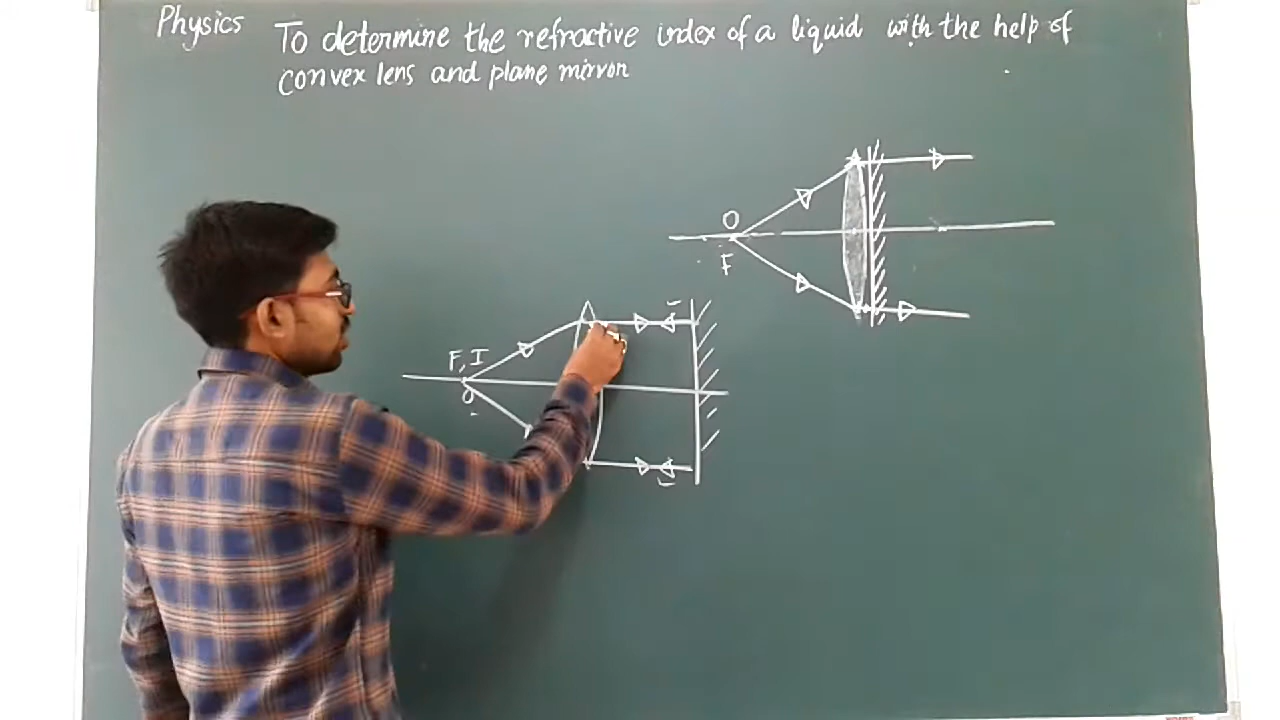 Physics
To determine the refractive index of a liquid with the help of
convex lens and plane mirror
O
F
F, I
O